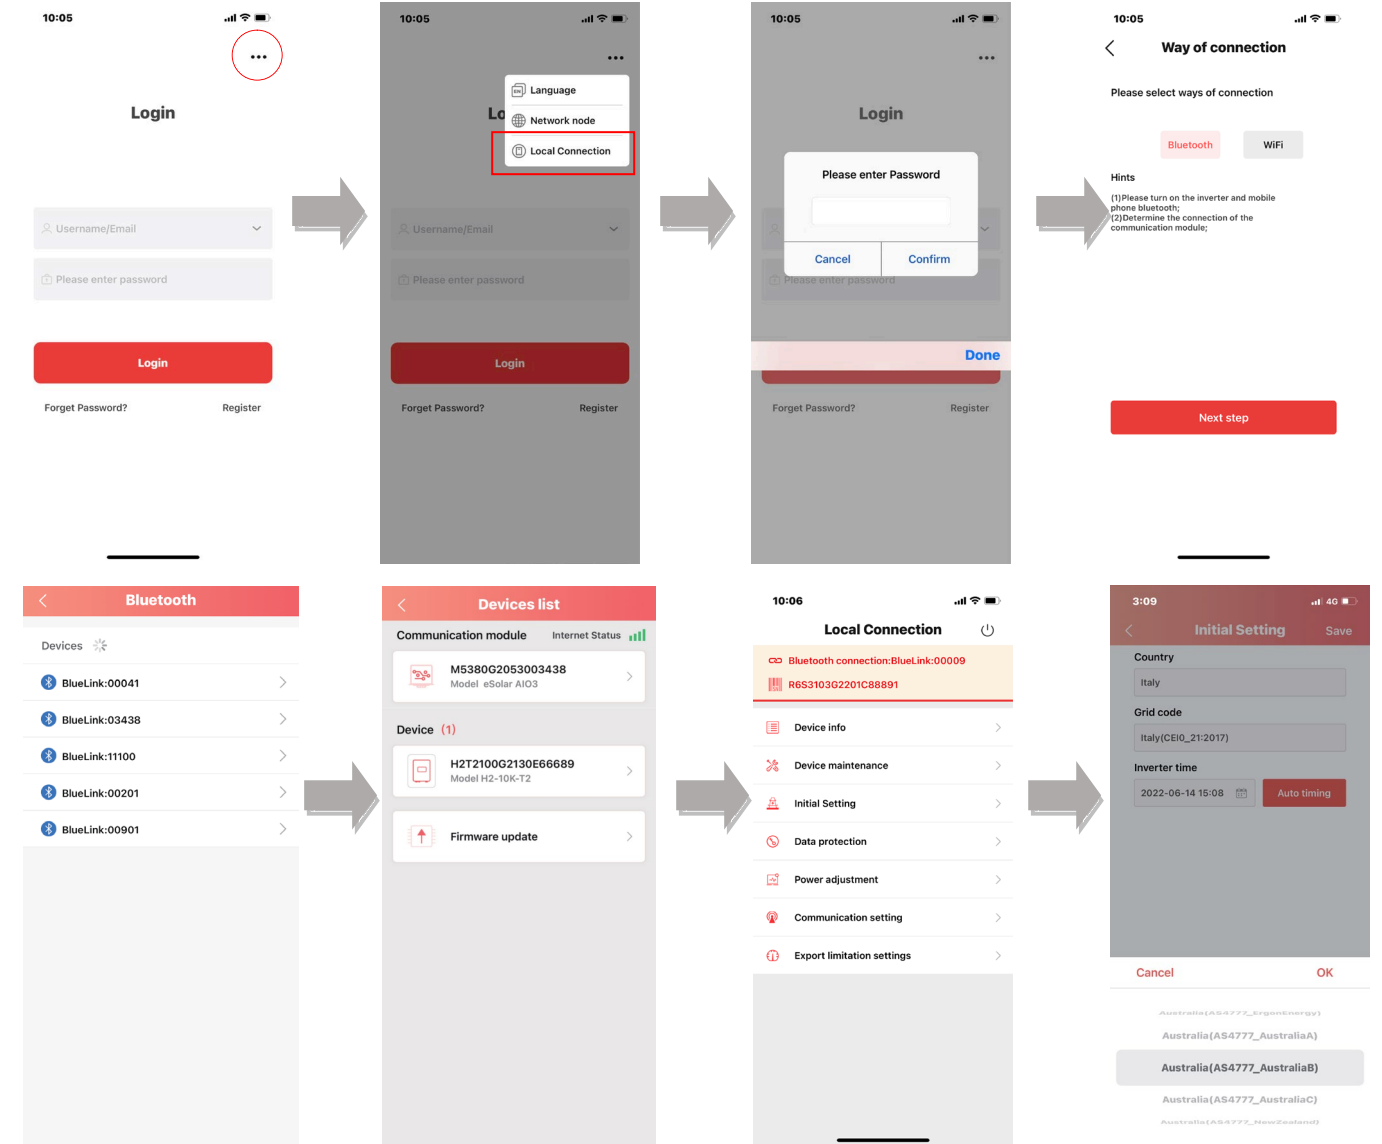 10:05
•••
Login
Username/Email
Please enter password
Login
Forget Password?
Register
10:05
•••
Lo
EN Language
Network node
Local Connection
Username/Email
Please enter password
Login
Forget Password?
Register
10:05
•••
Login
Please enter Password
Cancel
Confirm
Please enter password
Done
Forget Password?
Register
10:05
Way of connection
Please select ways of connection
Bluetooth
WiFi
Hints
(1)Please turn on the inverter and mobile
phone bluetooth;
(2)Determine the connection of the
communication module;
Next step
Bluetooth
Devices
BlueLink:00041
BlueLink:03438
BlueLink:11100
BlueLink:00201
BlueLink:00901
Devices list
Communication module
Internet Status
M5380G2053003438
Model eSolar AIO3
Device (1)
H2T2100G2130E66689
Model H2-10K-T2
Firmware update
10:06
Local Connection
Bluetooth connection:BlueLink:00009
R6S3103G2201C88891
Device info
Device maintenance
Initial Setting
Data protection
Power adjustment
Communication setting
Export limitation settings
3:09
4G
Initial Setting
Save
Country
Italy
Grid code
Italy(CEI0_21:2017)
Inverter time
2022-06-14 15:08
Auto timing
Cancel
OK
Australia(AS4777_ErgonEnergy)
Australia(AS4777_AustraliaA)
Australia(AS4777_AustraliaB)
Australia(AS4777_AustraliaC)
Australia(AS4777_NewZealand)